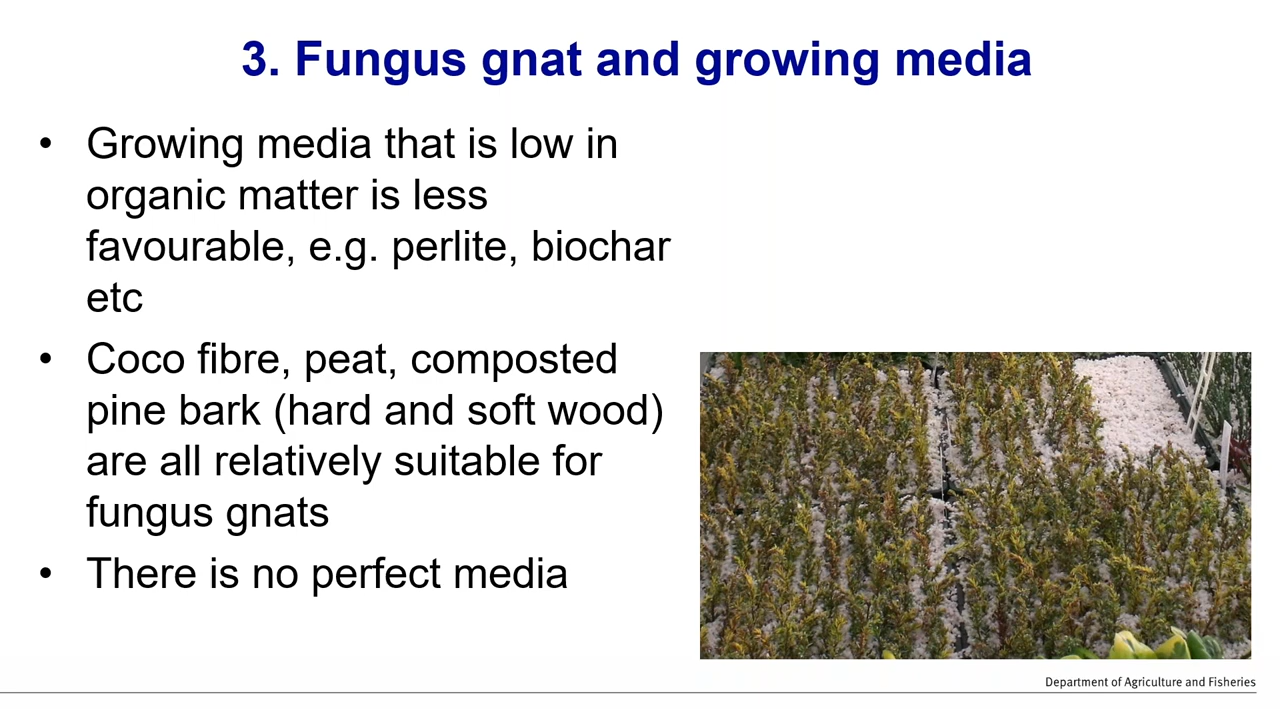 3. Fungus gnat and growing media
• Growing media that is low in
organic matter is less
favourable, e.g. perlite, biochar
etc
• Coco fibre, peat, composted
pine bark (hard and soft wood)
are all relatively suitable for
fungus gnats
• There is no perfect media
Department of Agriculture and Fisheries